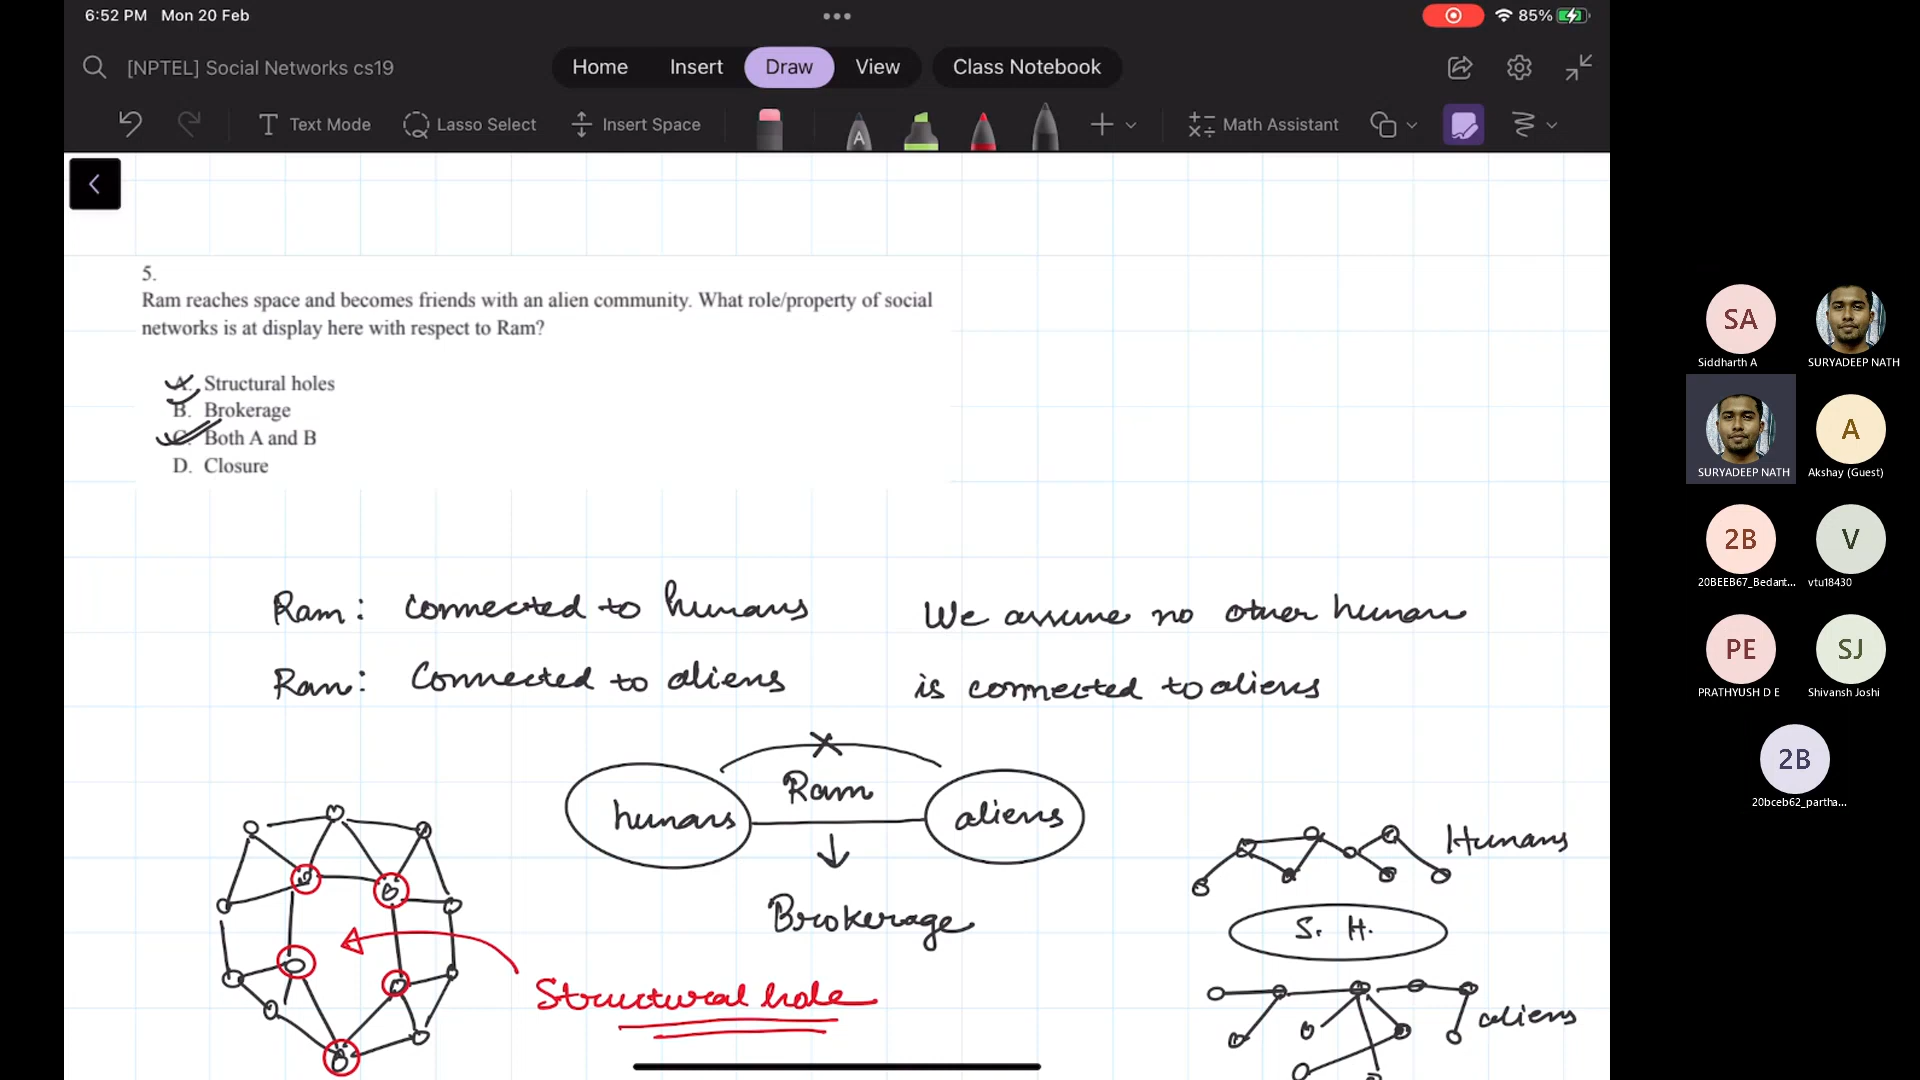 6:52 PM Mon 20 Feb
85%
[NPTEL] Social Networks cs19
Home Insert Draw View Class Notebook
Text Mode Lasso Select Insert Space A Math Assistant
5.
Ram reaches space and becomes friends with an alien community. What role/property of social
networks is at display here with respect to Ram?
A. Structural holes
B. Brokerage
C. Both A and B
D. Closure
Ram: Connected to humans
Ram: Connected to aliens
We assume no other human
is connected to aliens
humans Ram aliens
Brokerage
Structural hole
Humans
S. H.
aliens
SA
Siddharth A
SURYADEEP NATH
SURYADEEP NATH
A
Akshay (Guest)
2B
20BEEB67_Bedant...
V
vtu18430
PE
PRATHYUSH D E
SJ
Shivansh Joshi
2B
20bceb62_partha...